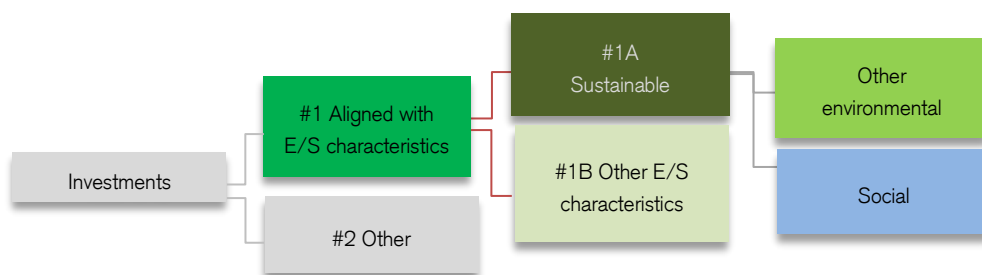 Investments
#1 Aligned with
E/S characteristics
#2 Other
#1A
Sustainable
#1B Other E/S
characteristics
Other
environmental
Social